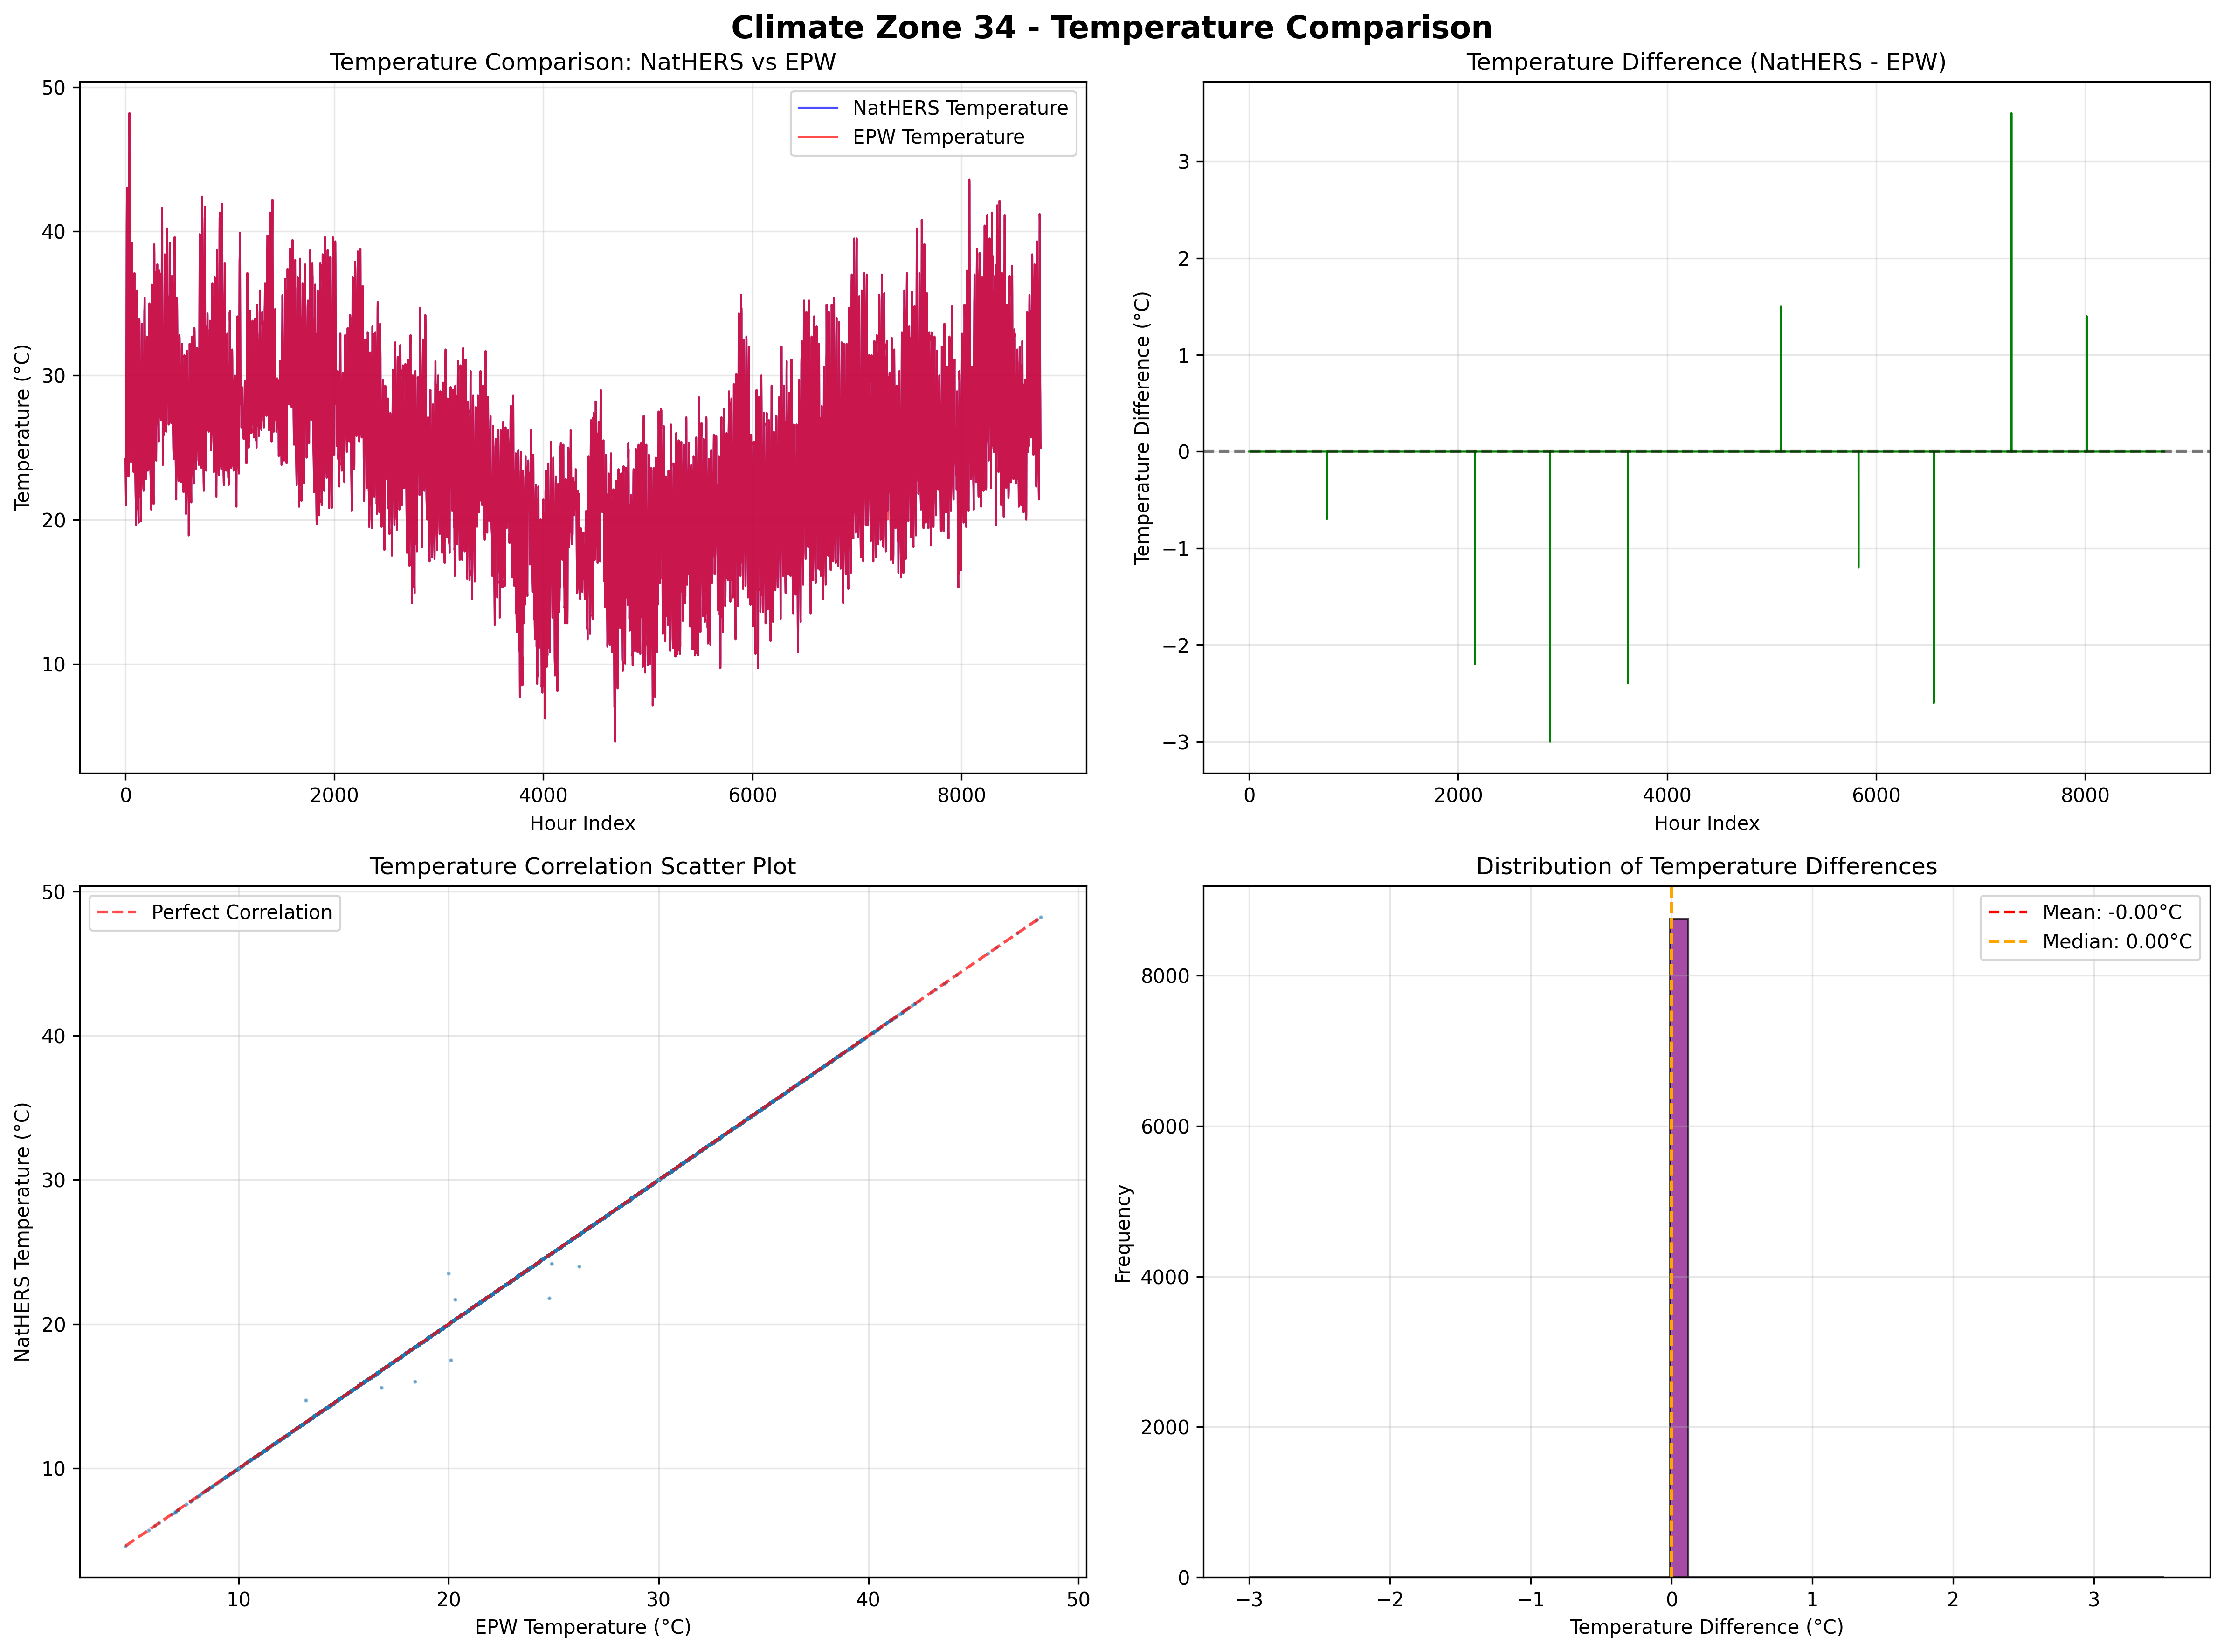 Climate Zone 34 - Temperature Comparison
Temperature Comparison: NatHERS vs EPW
50
40
30
20
10
Temperature (°C)
NatHERS Temperature
EPW Temperature
0
2000
4000
6000
8000
Hour Index
Temperature Difference (NatHERS - EPW)
3
2
1
0
−1
−2
−3
Temperature Difference (°C)
0
2000
4000
6000
8000
Hour Index
Temperature Correlation Scatter Plot
50
40
30
20
10
NatHERS Temperature (°C)
Perfect Correlation
10
20
30
40
50
EPW Temperature (°C)
Distribution of Temperature Differences
8000
6000
4000
2000
0
Frequency
Mean: -0.00°C
Median: 0.00°C
−3
−2
−1
0
1
2
3
Temperature Difference (°C)